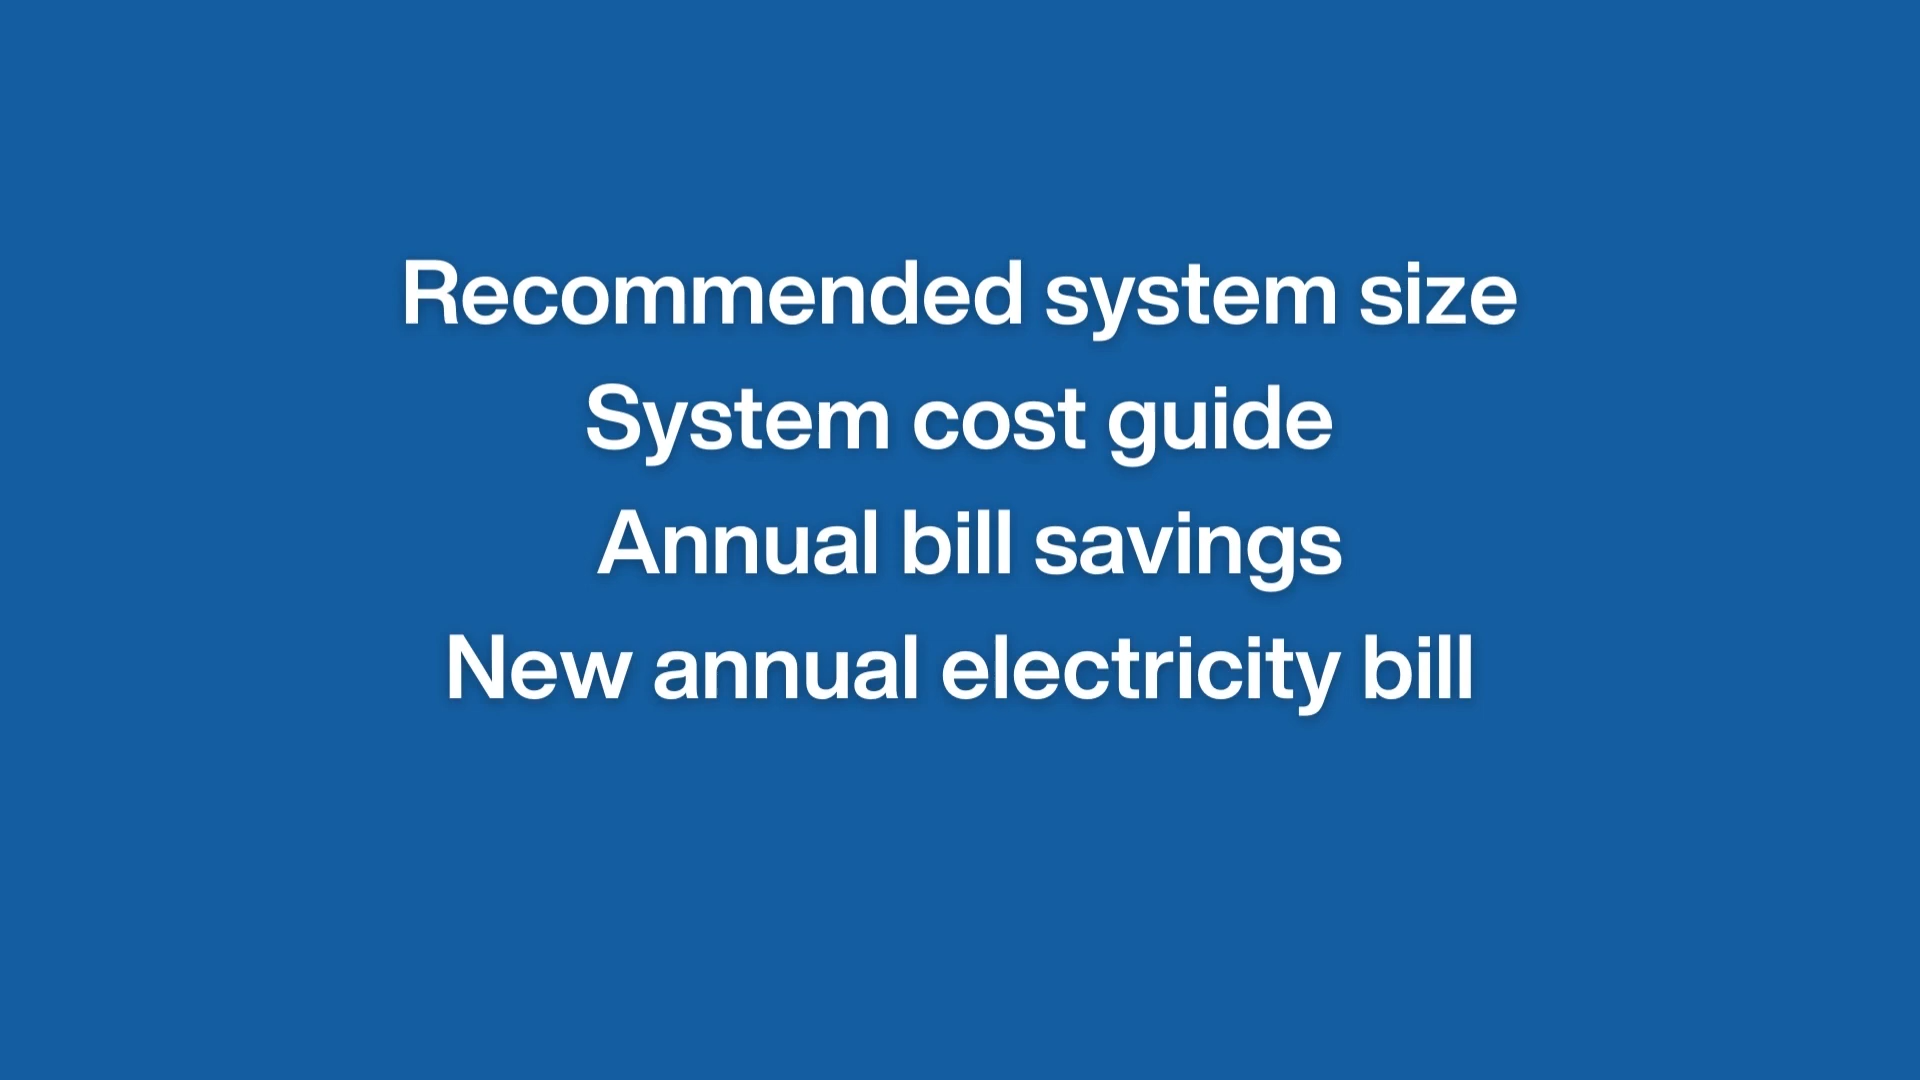 Recommended system size
System cost guide
Annual bill savings
New annual electricity bill